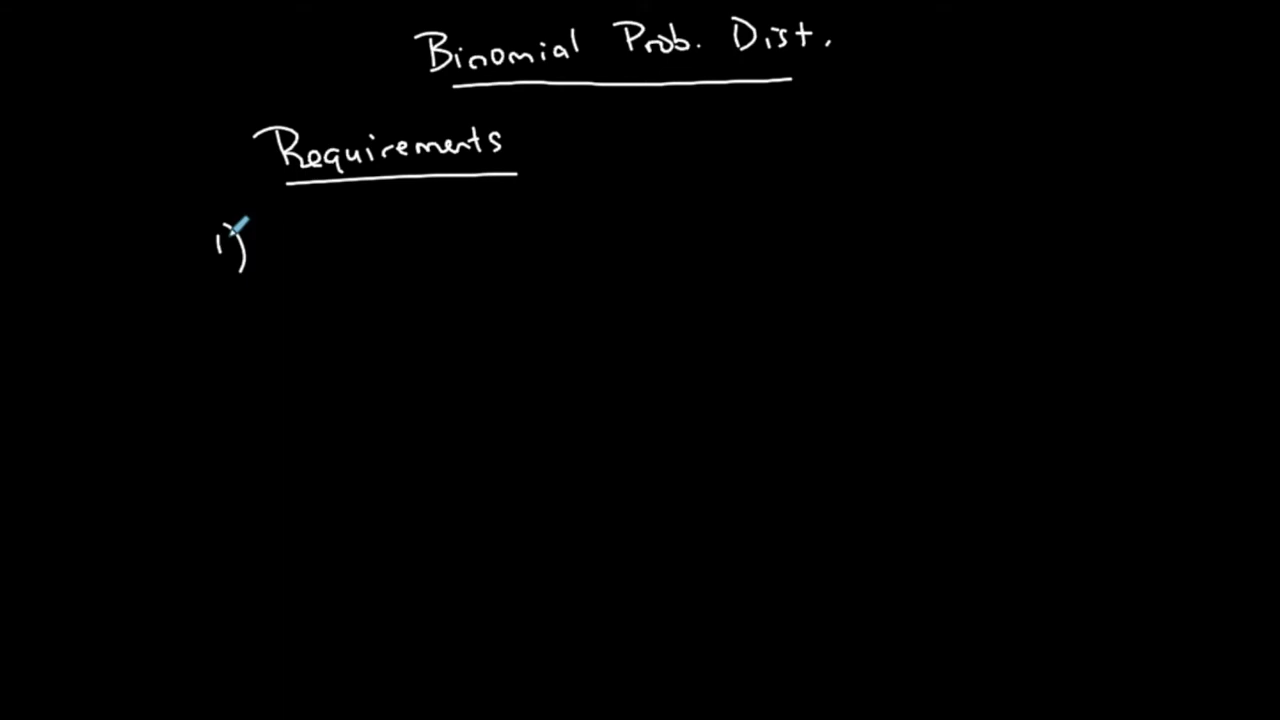 Binomial Prob. Dist.
Requirements
1)